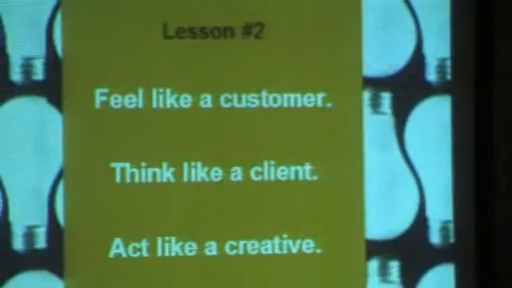 Lesson #2
Feel like a customer.
Think like a client.
Act like a creative.